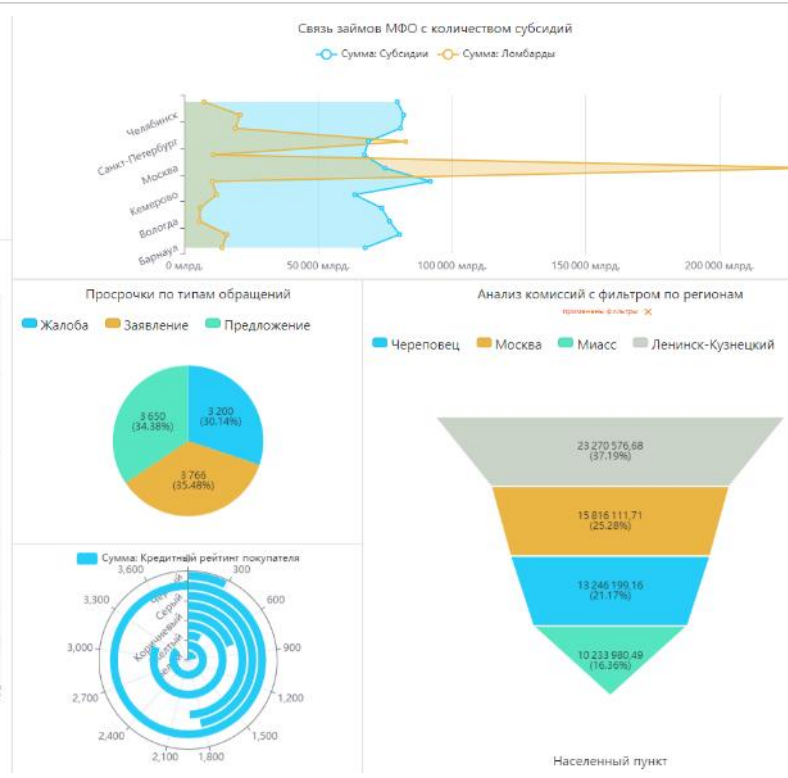 Связь займов МФО с количеством субсидий
Сумма: Субсидии Сумма: Ломбарды
Челябинск
Санкт-Петербург
Москва
Кемерово
Вологда
Барнаул
0 млрд. 50 000 млрд. 100 000 млрд. 150 000 млрд. 200 000 млрд.
Просрочки по типам обращений
Жалоба Заявление Предложение
3 650
(34.38%)
3 200
(30.14%)
3 766
(35.48%)
Анализ комиссий с фильтром по регионам
применены фильтры
Череповец Москва Миасс Ленинск-Кузнецкий
23 270 576,68
(37.19%)
15 816 111,71
(25.28%)
13 246 199,16
(21.17%)
10 233 980,49
(16.36%)
Населенный пункт
Сумма: Кредитный рейтинг покупателя
300
600
900
1,200
1,500
1,800
2,100
2,400
2,700
3,000
3,300
3,600
Серый
Коричневый